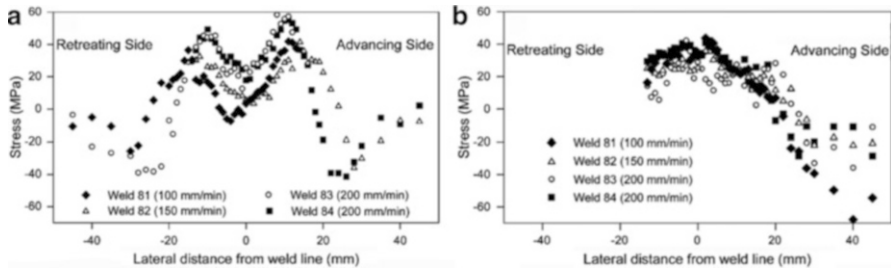 a
60
40
20
0
-20
-40
-60
Stress (MPa)
Retreating Side
Advancing Side
Weld 81 (100 mm/min)
Weld 82 (150 mm/min)
Weld 83 (200 mm/min)
Weld 84 (200 mm/min)
-40 -20 0 20 40
Lateral distance from weld line (mm)
b
60
40
20
0
-20
-40
-60
Stress (MPa)
Retreating Side
Advancing Side
Weld 81 (100 mm/min)
Weld 82 (150 mm/min)
Weld 83 (200 mm/min)
Weld 84 (200 mm/min)
-40 -20 0 20 40
Lateral distance from weld line (mm)